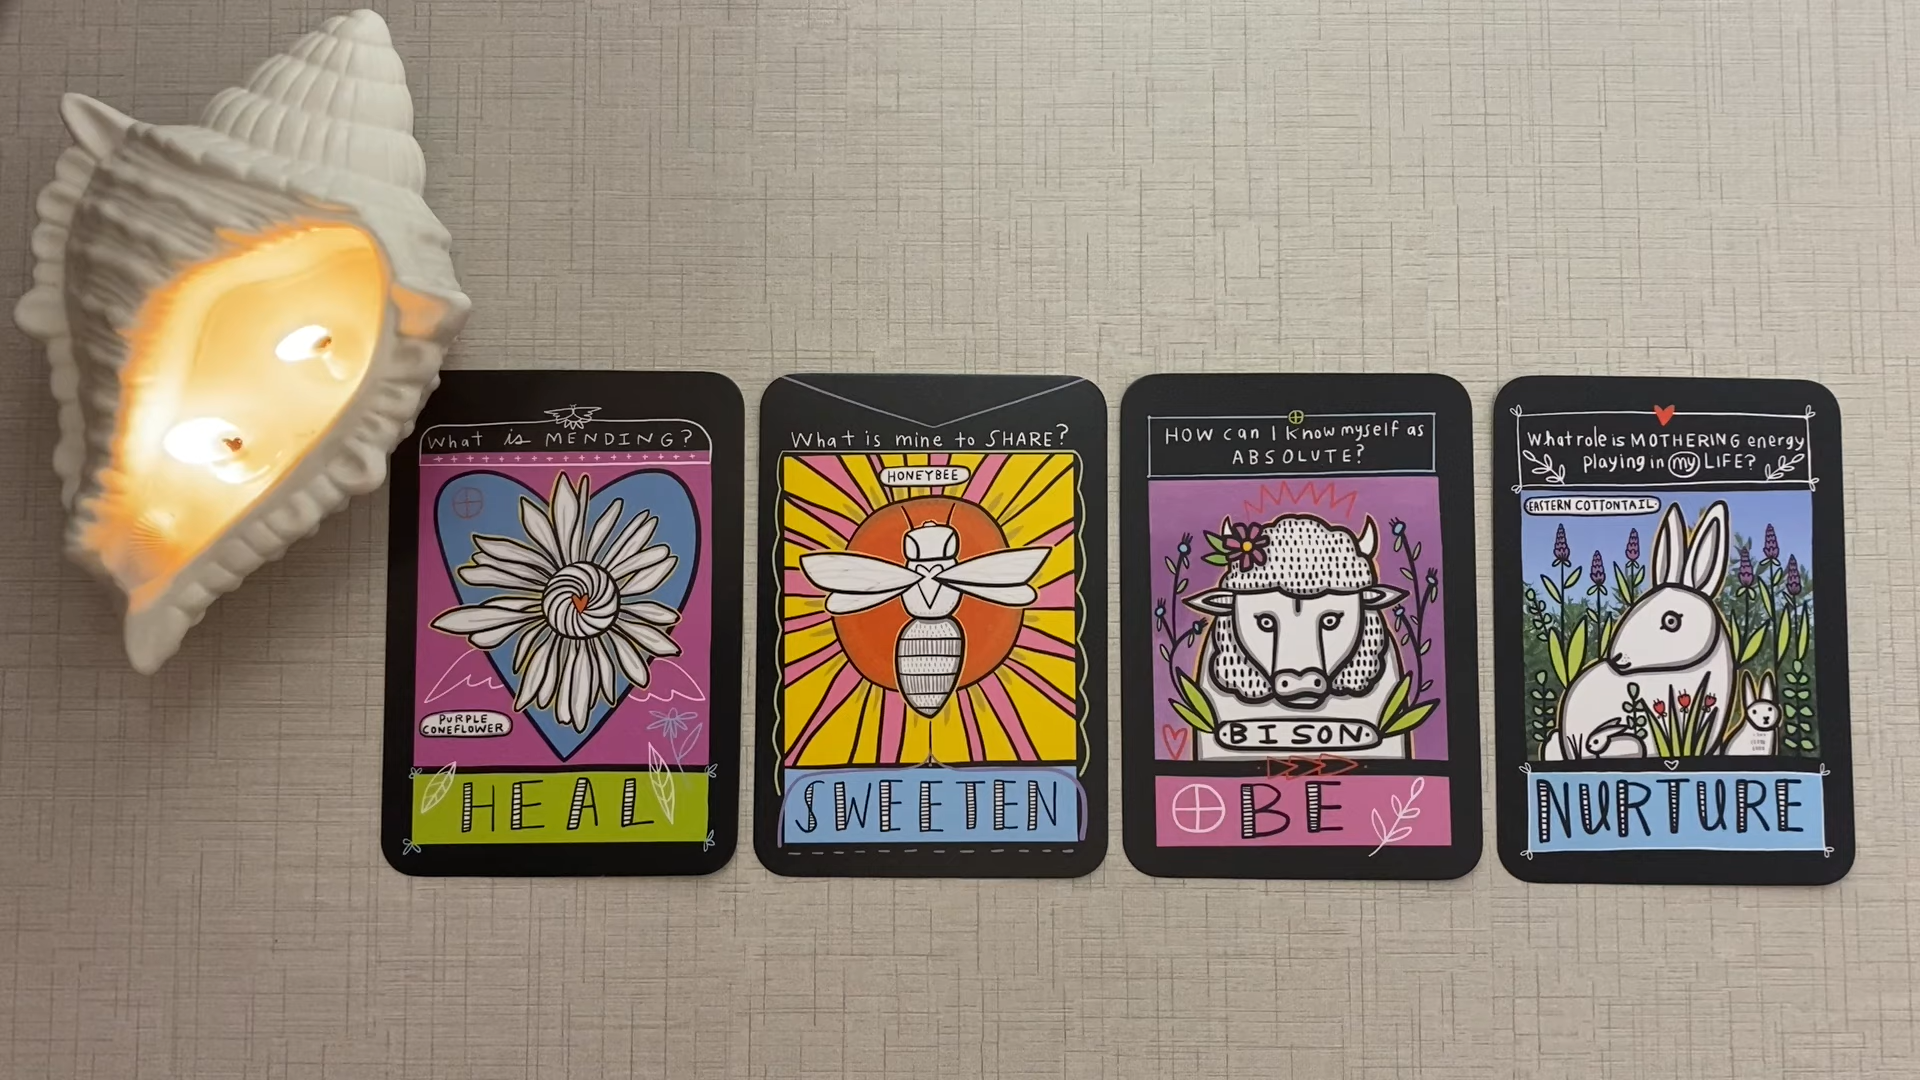 What is MENDING?
PURPLE
CONEFLOWER
HEAL
What is mine to SHARE?
HONEYBEE
SWEETEN
HOW can I know myself as
ABSOLUTE?
BISON
BE
What role is MOTHERING energy
playing in my LIFE?
EASTERN COTTONTAIL
NURTURE